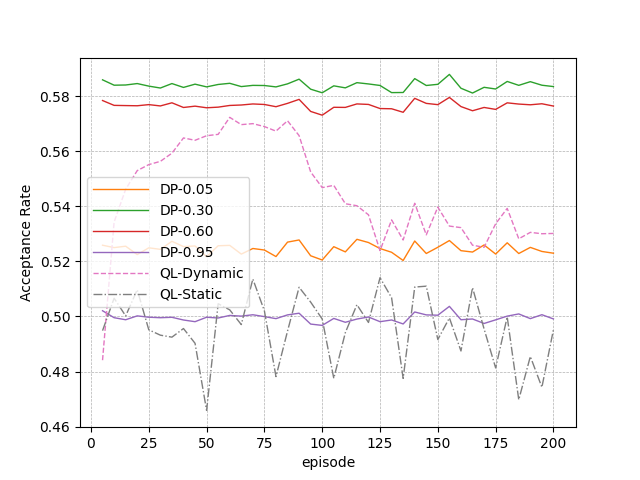 0.58
0.56
0.54
0.52
0.50
0.48
0.46
Acceptance Rate
DP-0.05
DP-0.30
DP-0.60
DP-0.95
QL-Dynamic
QL-Static
0 25 50 75 100 125 150 175 200
episode